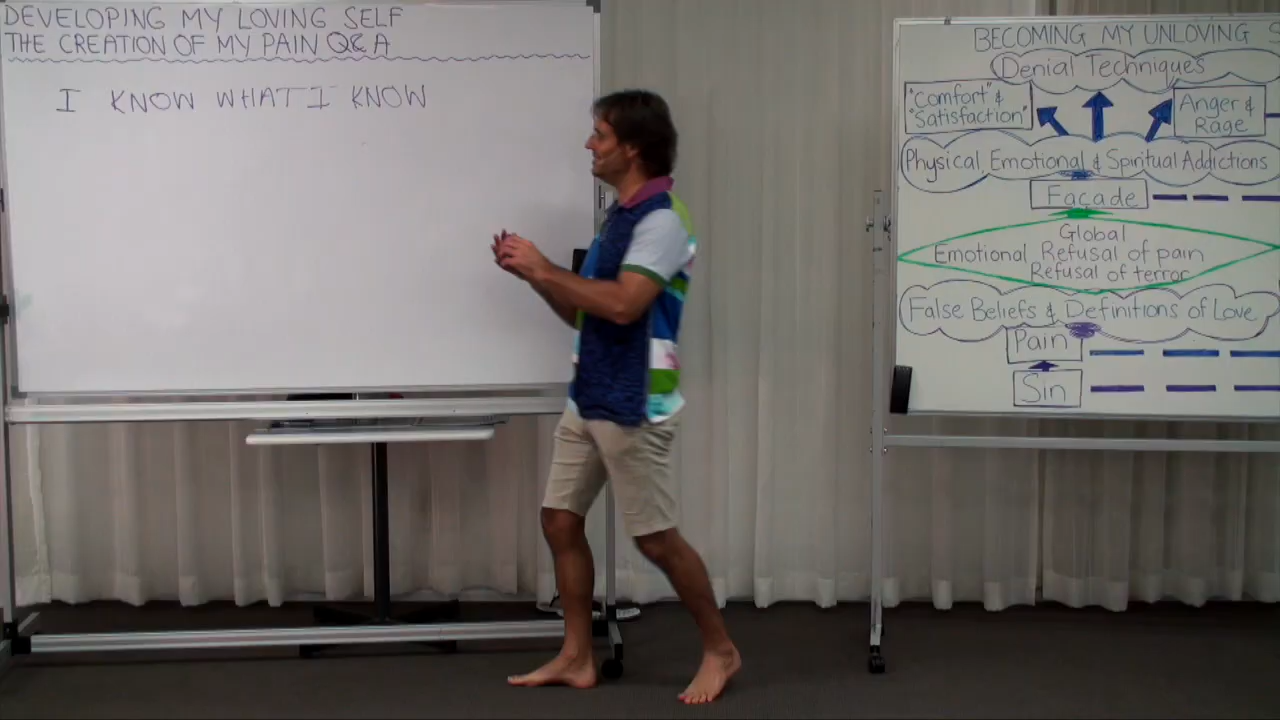 DEVELOPING MY LOVING SELF
THE CREATION OF MY PAIN Q&A
I KNOW WHAT I KNOW
BECOMING MY UNLOVING S
Denial Techniques
"Comfort" &
"Satisfaction"
Anger &
Rage
Physical, Emotional & Spiritual Addictions
Façade
Global
Emotional Refusal of pain
Refusal of terror
False Beliefs & Definitions of Love
Pain
Sin